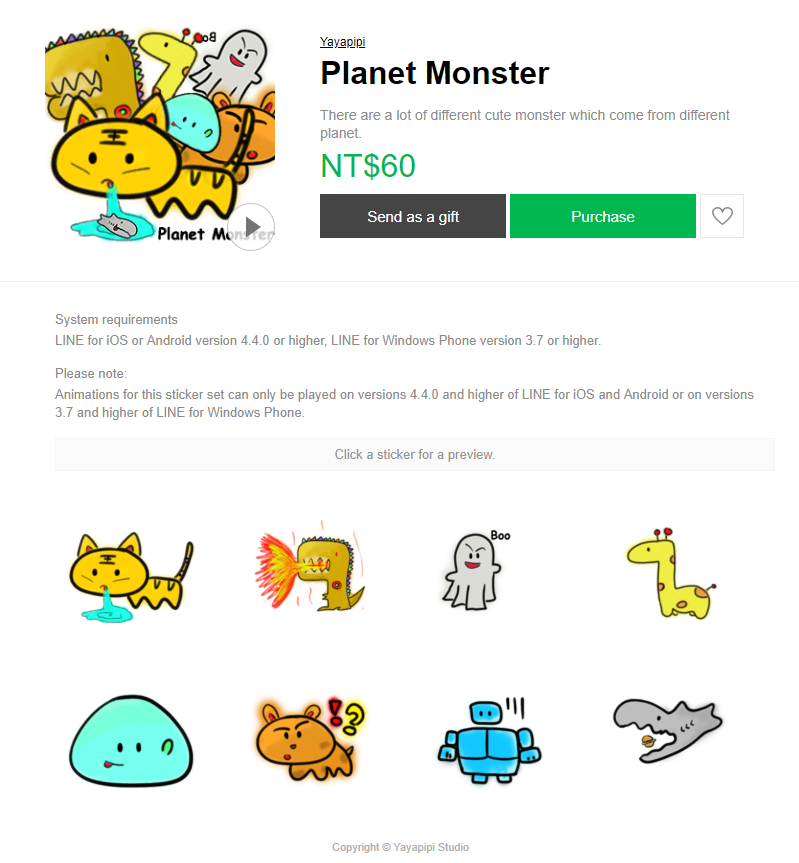 Boo
Planet Monster
Yayapipi
Planet Monster
There are a lot of different cute monster which come from different
planet.
NT$60
Send as a gift
Purchase
System requirements
LINE for iOS or Android version 4.4.0 or higher, LINE for Windows Phone version 3.7 or higher.
Please note:
Animations for this sticker set can only be played on versions 4.4.0 and higher of LINE for iOS and Android or on versions
3.7 and higher of LINE for Windows Phone.
Click a sticker for a preview.
Boo
!?
Copyright © Yayapipi Studio